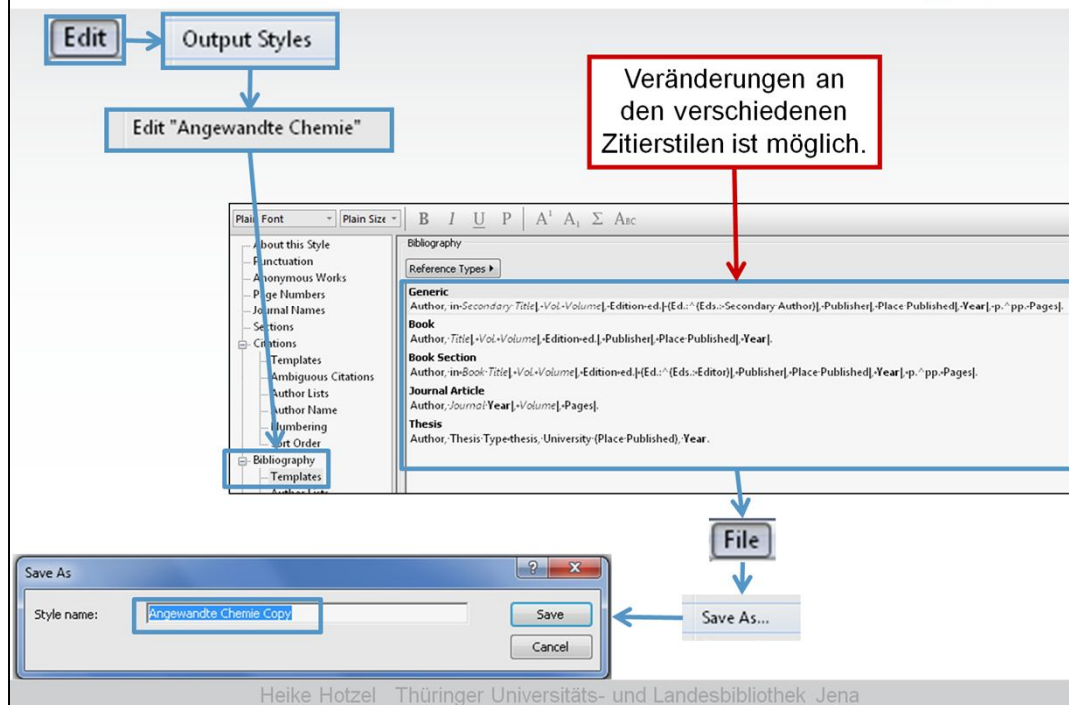 Edit
Output Styles
Edit "Angewandte Chemie"
Veränderungen an
den verschiedenen
Zitierstilen ist möglich.
Plain Font Plain Size B I U P A¹ A₁ Σ Abc
About this Style
Punctuation
Anonymous Works
Page Numbers
Journal Names
Sections
Citations
Templates
Ambiguous Citations
Author Lists
Author Name
Numbering
Sort Order
Bibliography
Templates
Author Lists
Bibliography
Reference Types
Generic
Author,·in·Secondary·Title|,·Vol.·Volume|,·Edition·ed.|·(Ed.:^(Eds.:·Secondary·Author)|,·Publisher|,·Place·Published|,·Year|,·p.^pp.·Pages|.
Book
Author,·Title|,·Vol.·Volume|,·Edition·ed.|,·Publisher|,·Place·Published|,·Year|.
Book Section
Author,·in·Book·Title|,·Vol.·Volume|,·Edition·ed.|·(Ed.:^(Eds.:·Editor)|,·Publisher|,·Place·Published|,·Year|,·p.^pp.·Pages|.
Journal Article
Author,·Journal·Year|,·Volume|,·Pages|.
Thesis
Author,·Thesis·Type·thesis,·University·(Place·Published),·Year.
File
Save As...
Save As
Style name: Angewandte Chemie Copy Save
Cancel
Heike Hotzel Thüringer Universitäts- und Landesbibliothek Jena